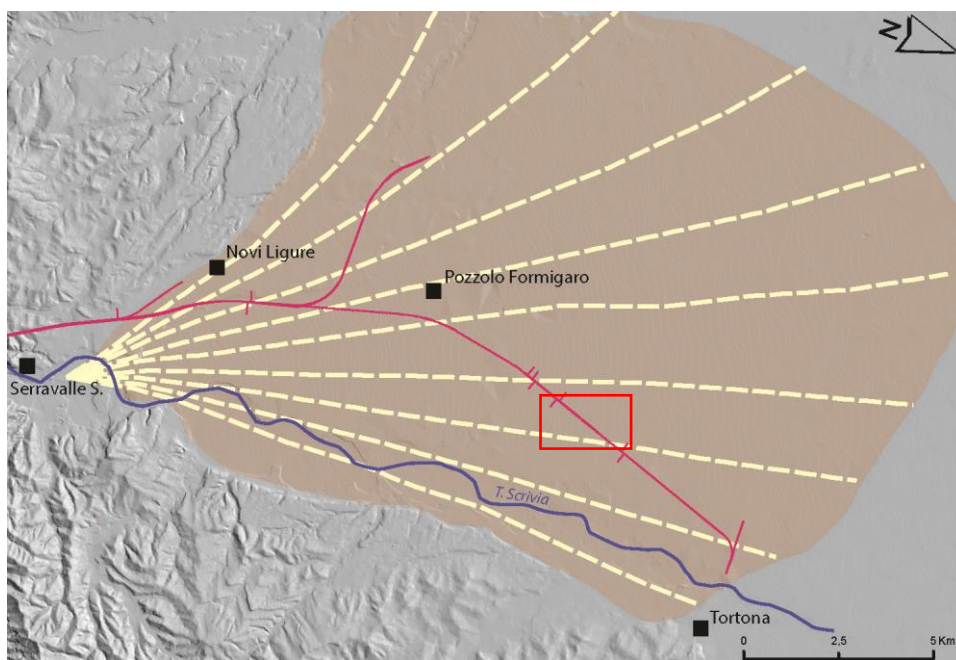 N
Novi Ligure
Pozzolo Formigaro
Serravalle S.
T. Scrivia
Tortona
0 2,5 5 Km